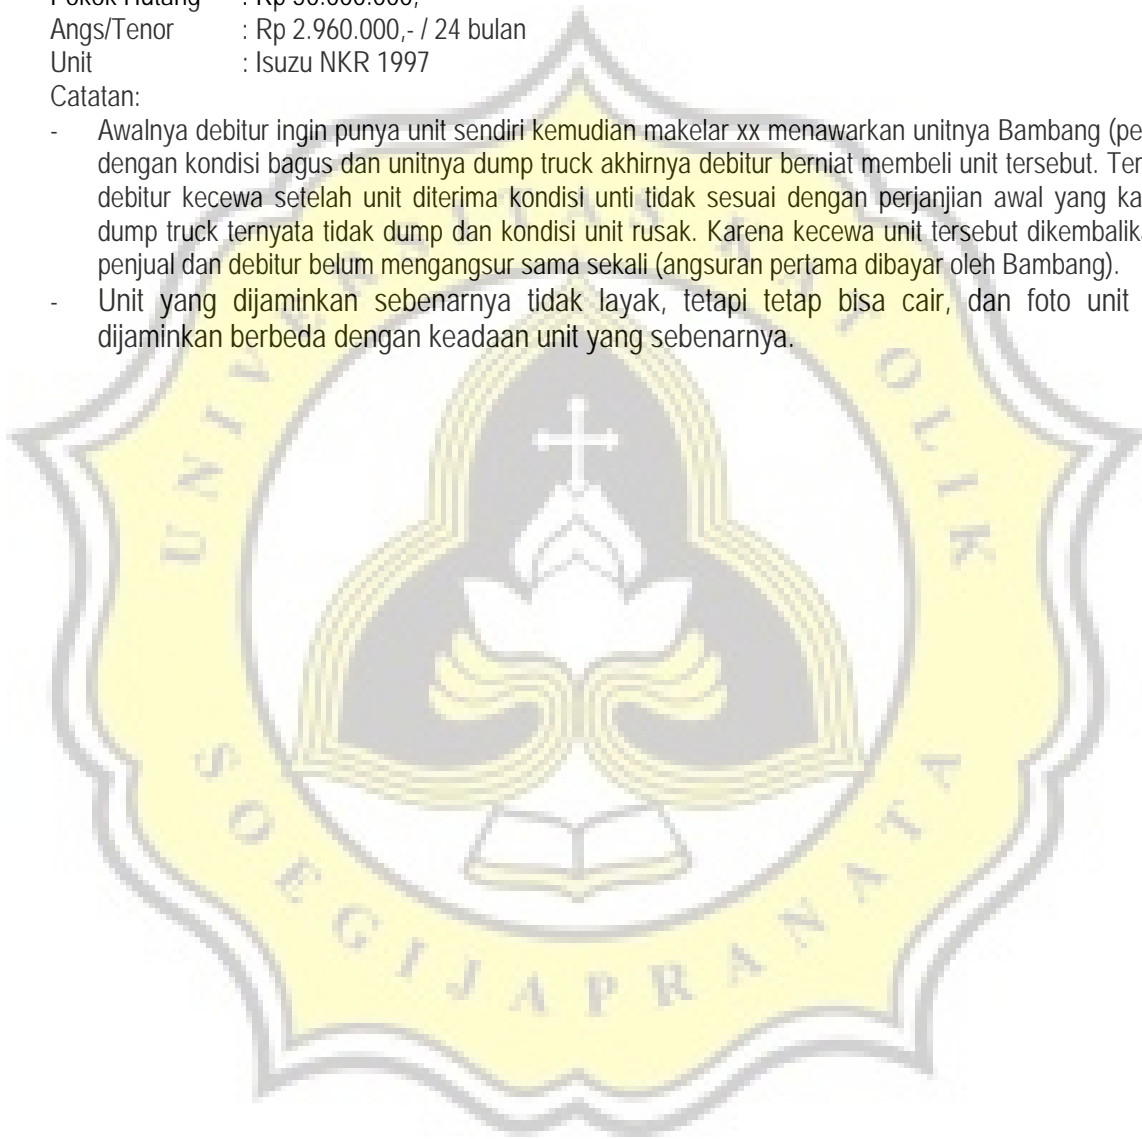 : Rp
Angs/Tenor : Rp 2.960.000,- / 24 bulan
Unit : Isuzu NKR 1997
Catatan:
- Awalnya debitur ingin punya unit sendiri kemudian makelar xx menawarkan unitnya Bambang
dengan kondisi bagus dan unitnya dump truck akhirnya debitur berniat membeli unit tersebut.
debitur kecewa setelah unit diterima kondisi unti tidak sesuai dengan perjanjian awal yang
dump truck ternyata tidak dump dan kondisi unit rusak. Karena kecewa unit tersebut
penjual dan debitur belum mengangsur sama sekali (angsuran pertama dibayar oleh Bambang).
- Unit yang dijaminkan sebenarnya tidak layak, tetapi tetap bisa cair, dan foto unit
dijaminkan berbeda dengan keadaan unit yang sebenarnya.
UNIVERSITAS KATOLIK
SOEGIJAPRANATA